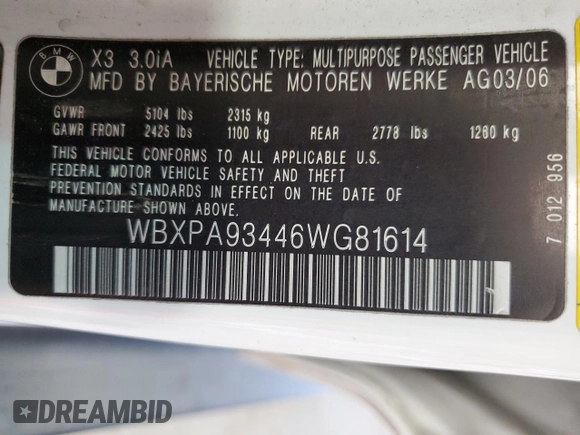 BMW
X3 3.0iA VEHICLE TYPE: MULTIPURPOSE PASSENGER VEHICLE
MFD BY BAYERISCHE MOTOREN WERKE AG03/06
GVWR 5104 lbs 2315 kg
GAWR FRONT 2425 lbs 1100 kg REAR 2778 lbs 1260 kg
THIS VEHICLE CONFORMS TO ALL APPLICABLE U.S.
FEDERAL MOTOR VEHICLE SAFETY AND THEFT
PREVENTION STANDARDS IN EFFECT ON THE DATE OF
MANUFACTURE SHOWN ABOVE.
WBXPA93446WG81614
7 012 956
DREAMBID